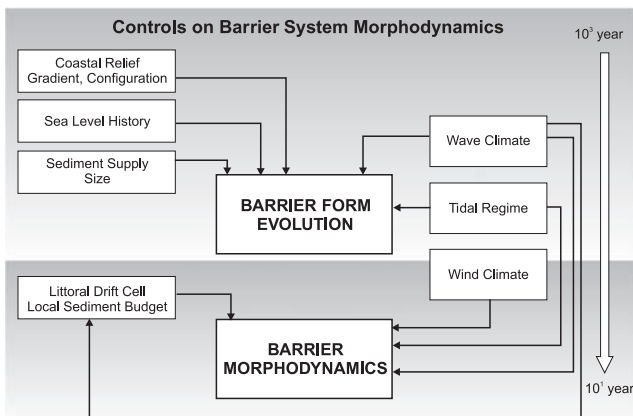 Controls on Barrier System Morphodynamics
10³ year
Coastal Relief
Gradient, Configuration
Sea Level History
Sediment Supply
Size
Wave Climate
BARRIER FORM
EVOLUTION
Tidal Regime
Wind Climate
Littoral Drift Cell
Local Sediment Budget
BARRIER
MORPHODYNAMICS
10¹ year